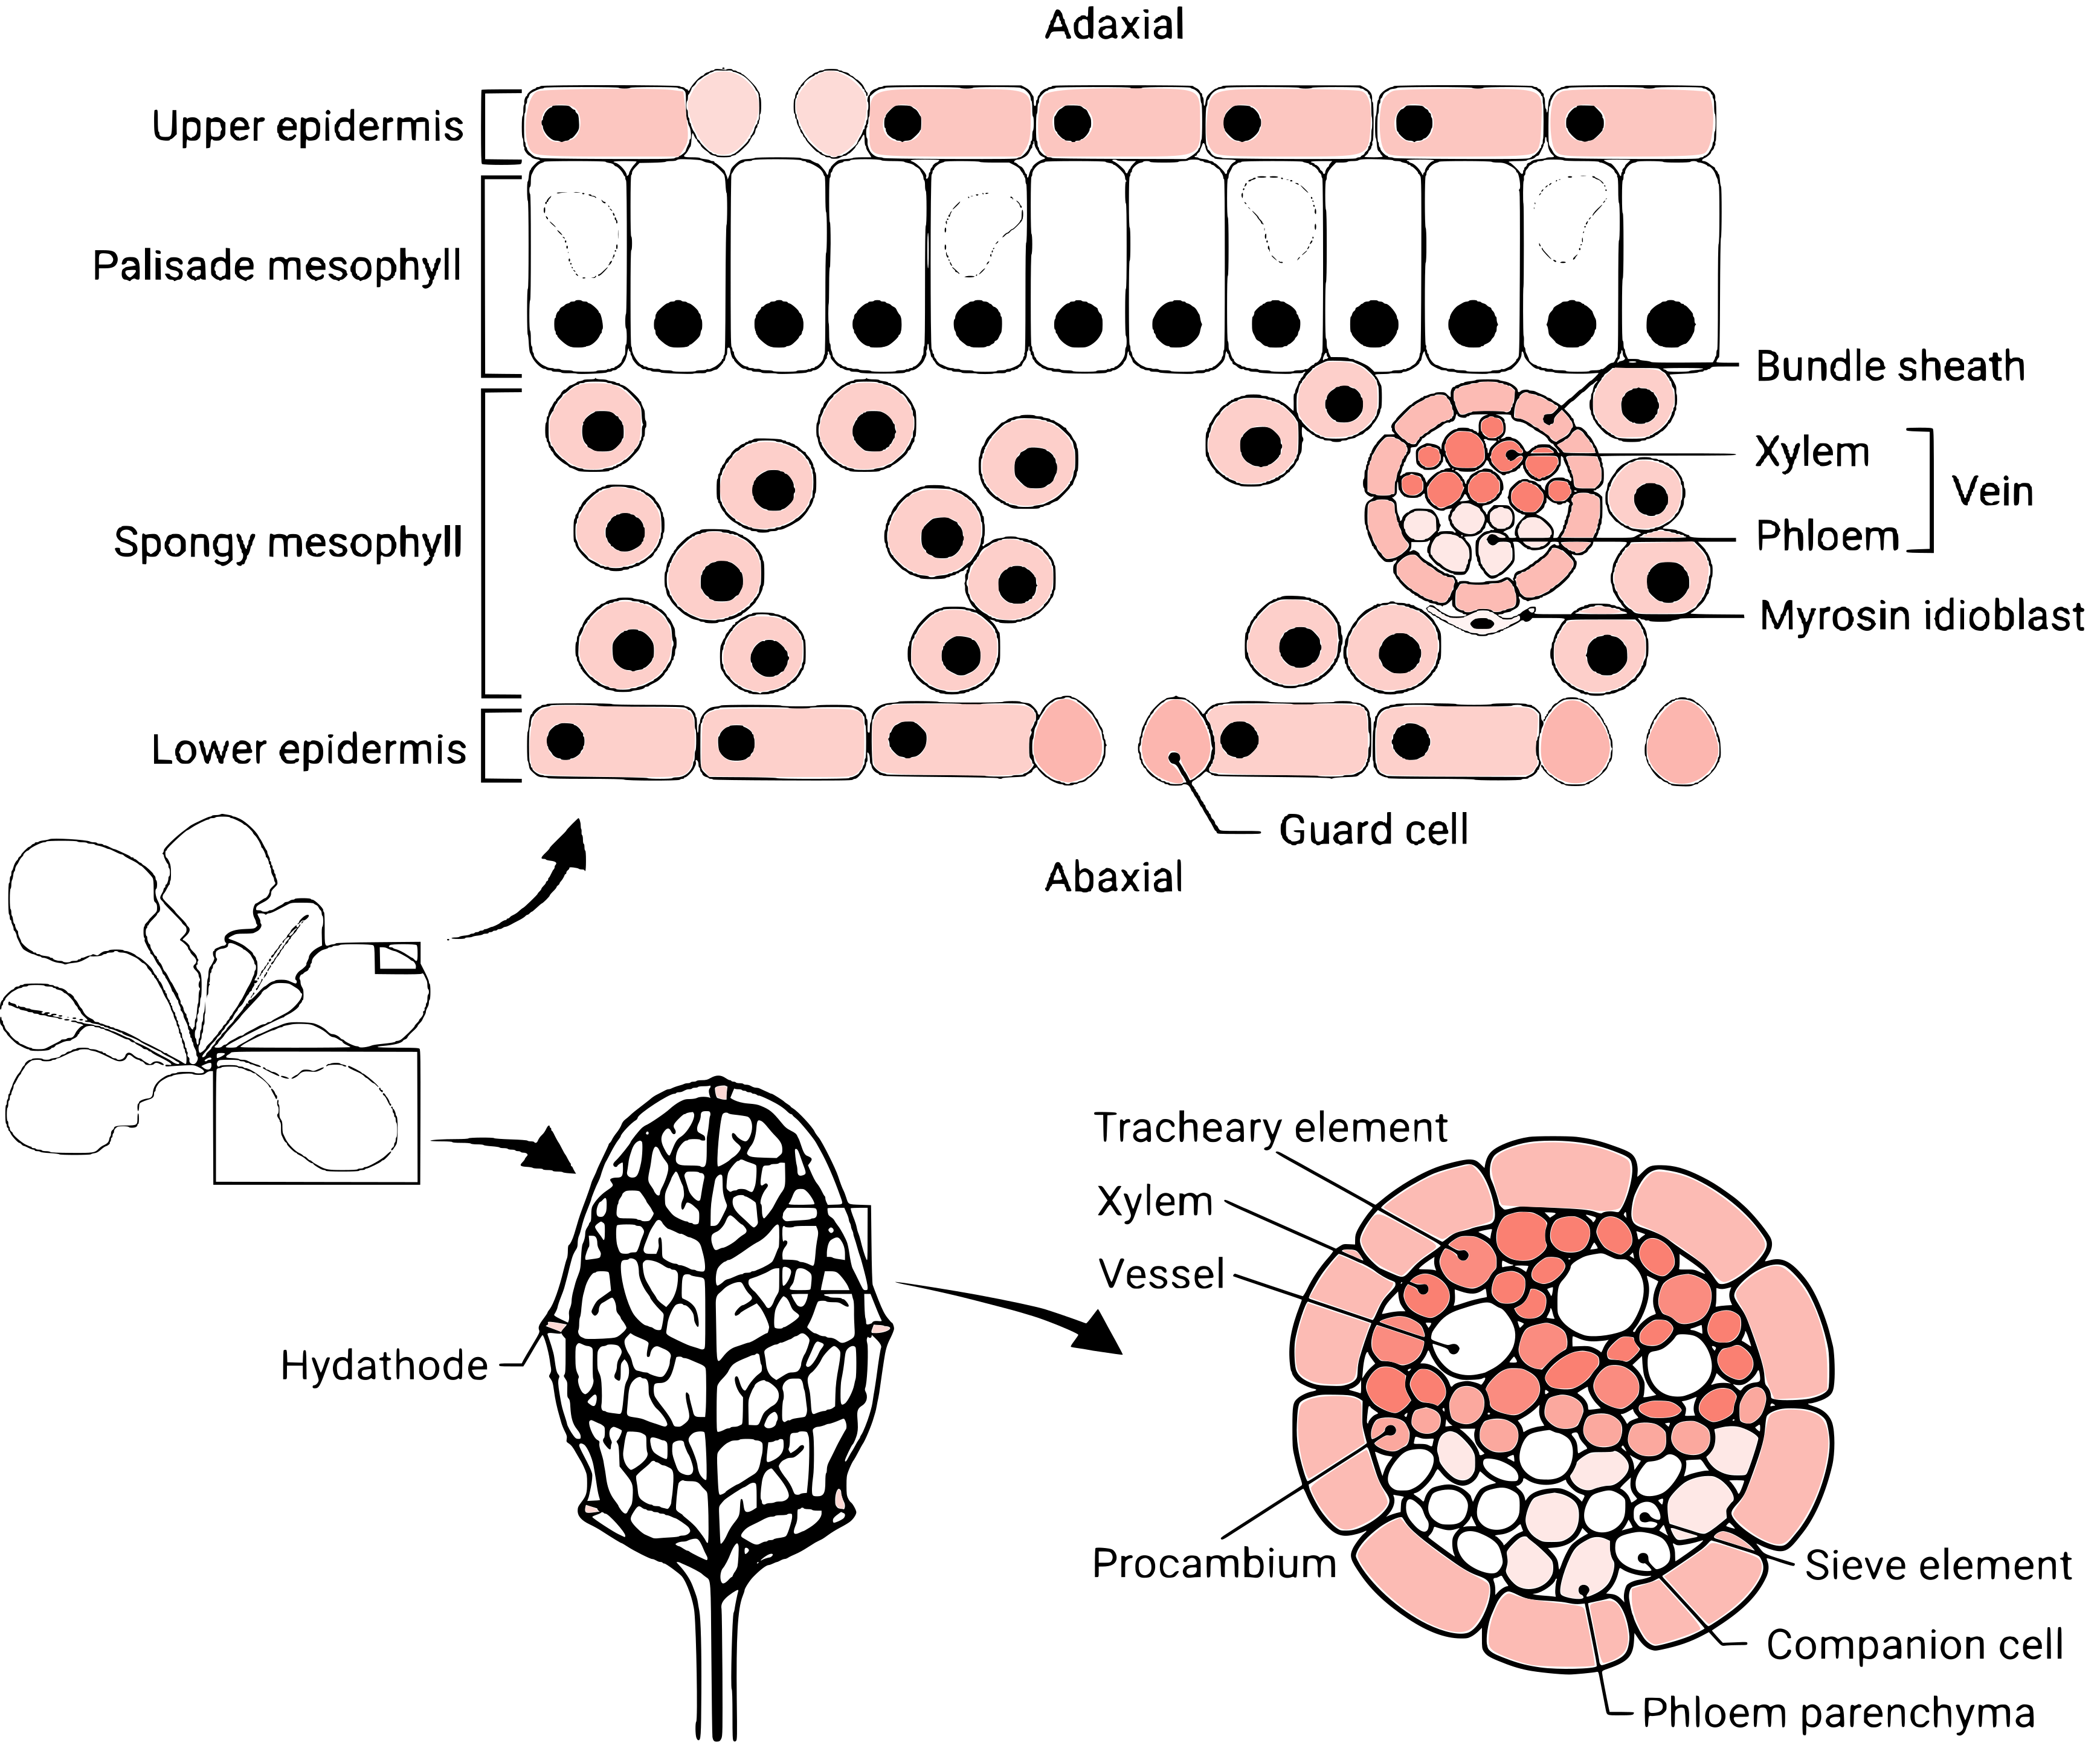 Adaxial
Upper epidermis
Palisade mesophyll
Bundle sheath
Xylem
Vein
Phloem
Spongy mesophyll
Myrosin idioblast
Lower epidermis
Guard cell
Abaxial
Tracheary element
Xylem
Vessel
Hydathode
Procambium
Sieve element
Companion cell
Phloem parenchyma